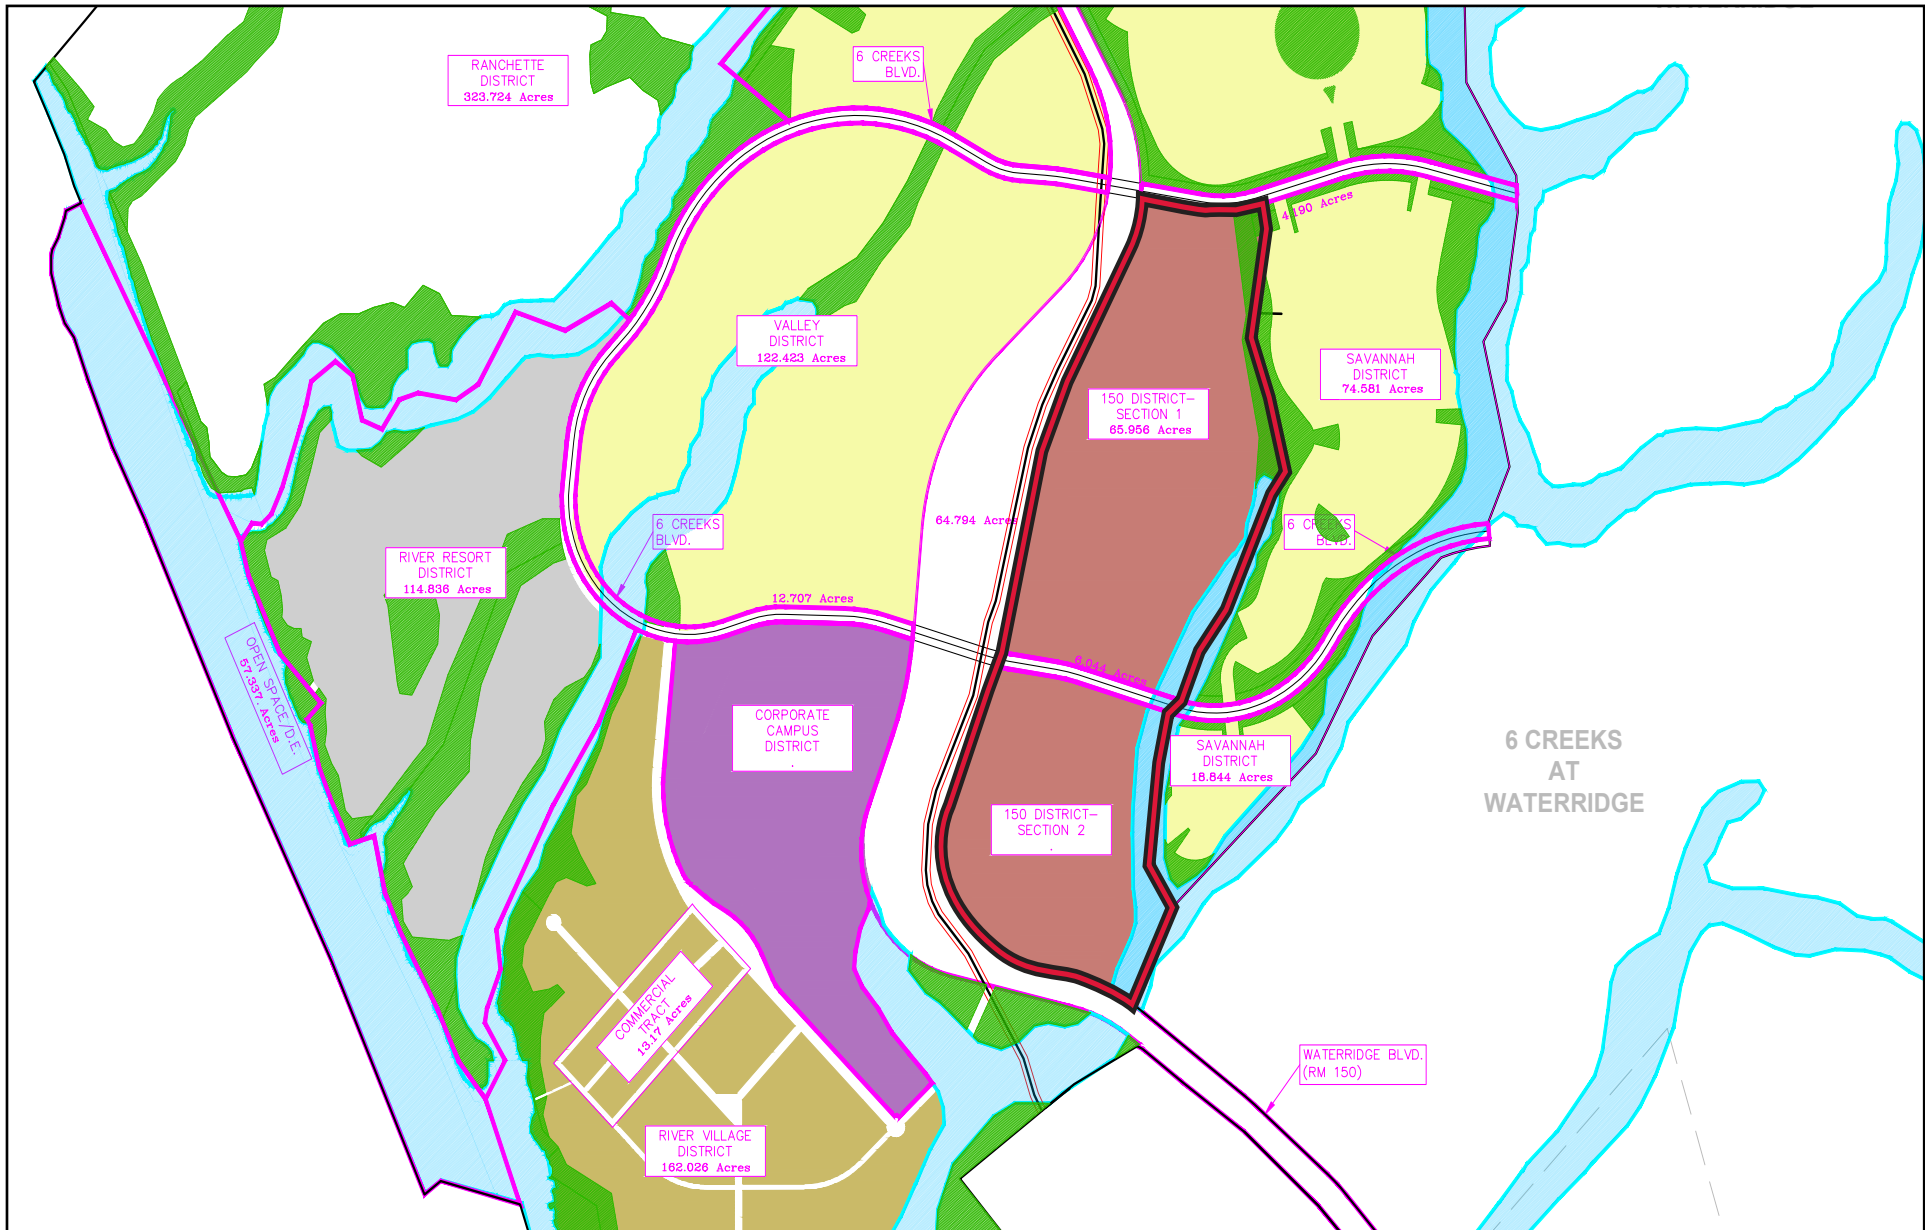 RANCHETTE
DISTRICT
323.724 Acres
6 CREEKS
BLVD.
4.190 Acres
VALLEY
DISTRICT
122.423 Acres
SAVANNAH
DISTRICT
74.581 Acres
150 DISTRICT-
SECTION 1
65.956 Acres
64.794 Acres
6 CREEKS
BLVD.
6 CREEKS
BLVD.
RIVER RESORT
DISTRICT
114.836 Acres
12.707 Acres
OPEN SPACE/D.E.
57.337. Acres
6.044 Acres
CORPORATE
CAMPUS
DISTRICT
.
SAVANNAH
DISTRICT
18.844 Acres
6 CREEKS
AT
WATERRIDGE
150 DISTRICT-
SECTION 2
.
COMMERCIAL
TRACT
13.17 Acres
WATERRIDGE BLVD.
(RM 150)
RIVER VILLAGE
DISTRICT
162.026 Acres